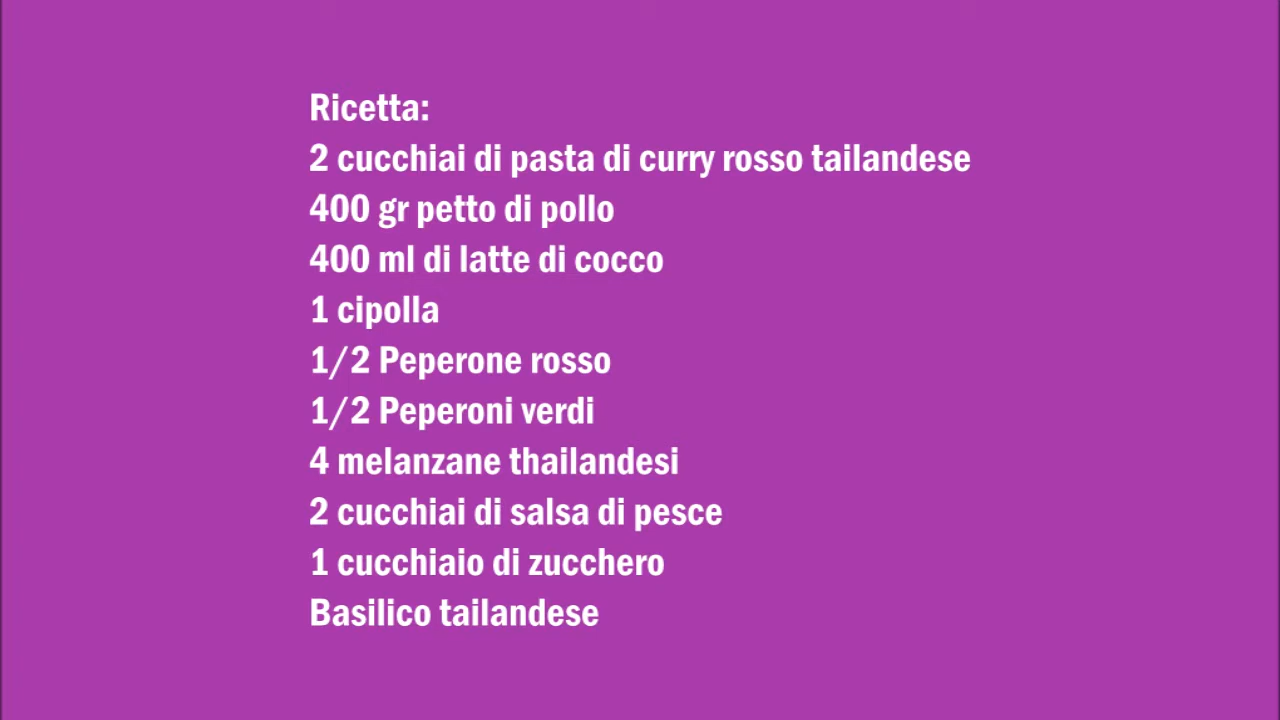 Ricetta:
2 cucchiai di pasta di curry rosso tailandese
400 gr petto di pollo
400 ml di latte di cocco
1 cipolla
1/2 Peperone rosso
1/2 Peperoni verdi
4 melanzane thailandesi
2 cucchiai di salsa di pesce
1 cucchiaio di zucchero
Basilico tailandese